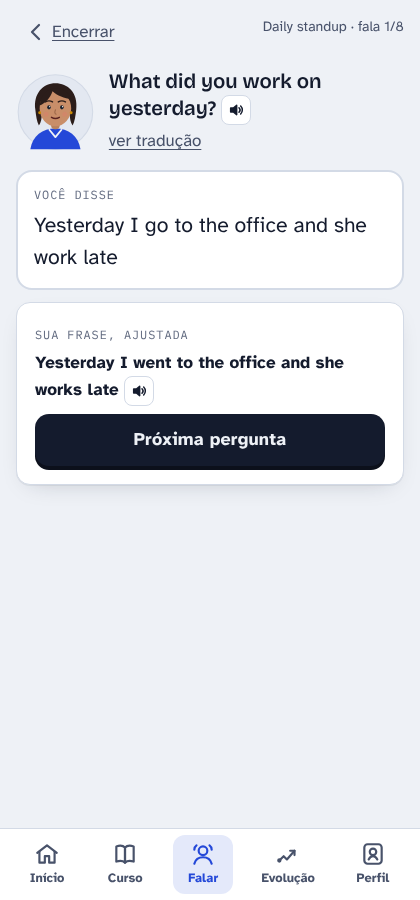 Encerrar
Daily standup · fala 1/8
What did you work on
yesterday?
ver tradução
VOCÊ DISSE
Yesterday I go to the office and she
work late
SUA FRASE, AJUSTADA
Yesterday I went to the office and she
works late
Próxima pergunta
Início
Curso
Falar
Evolução
Perfil